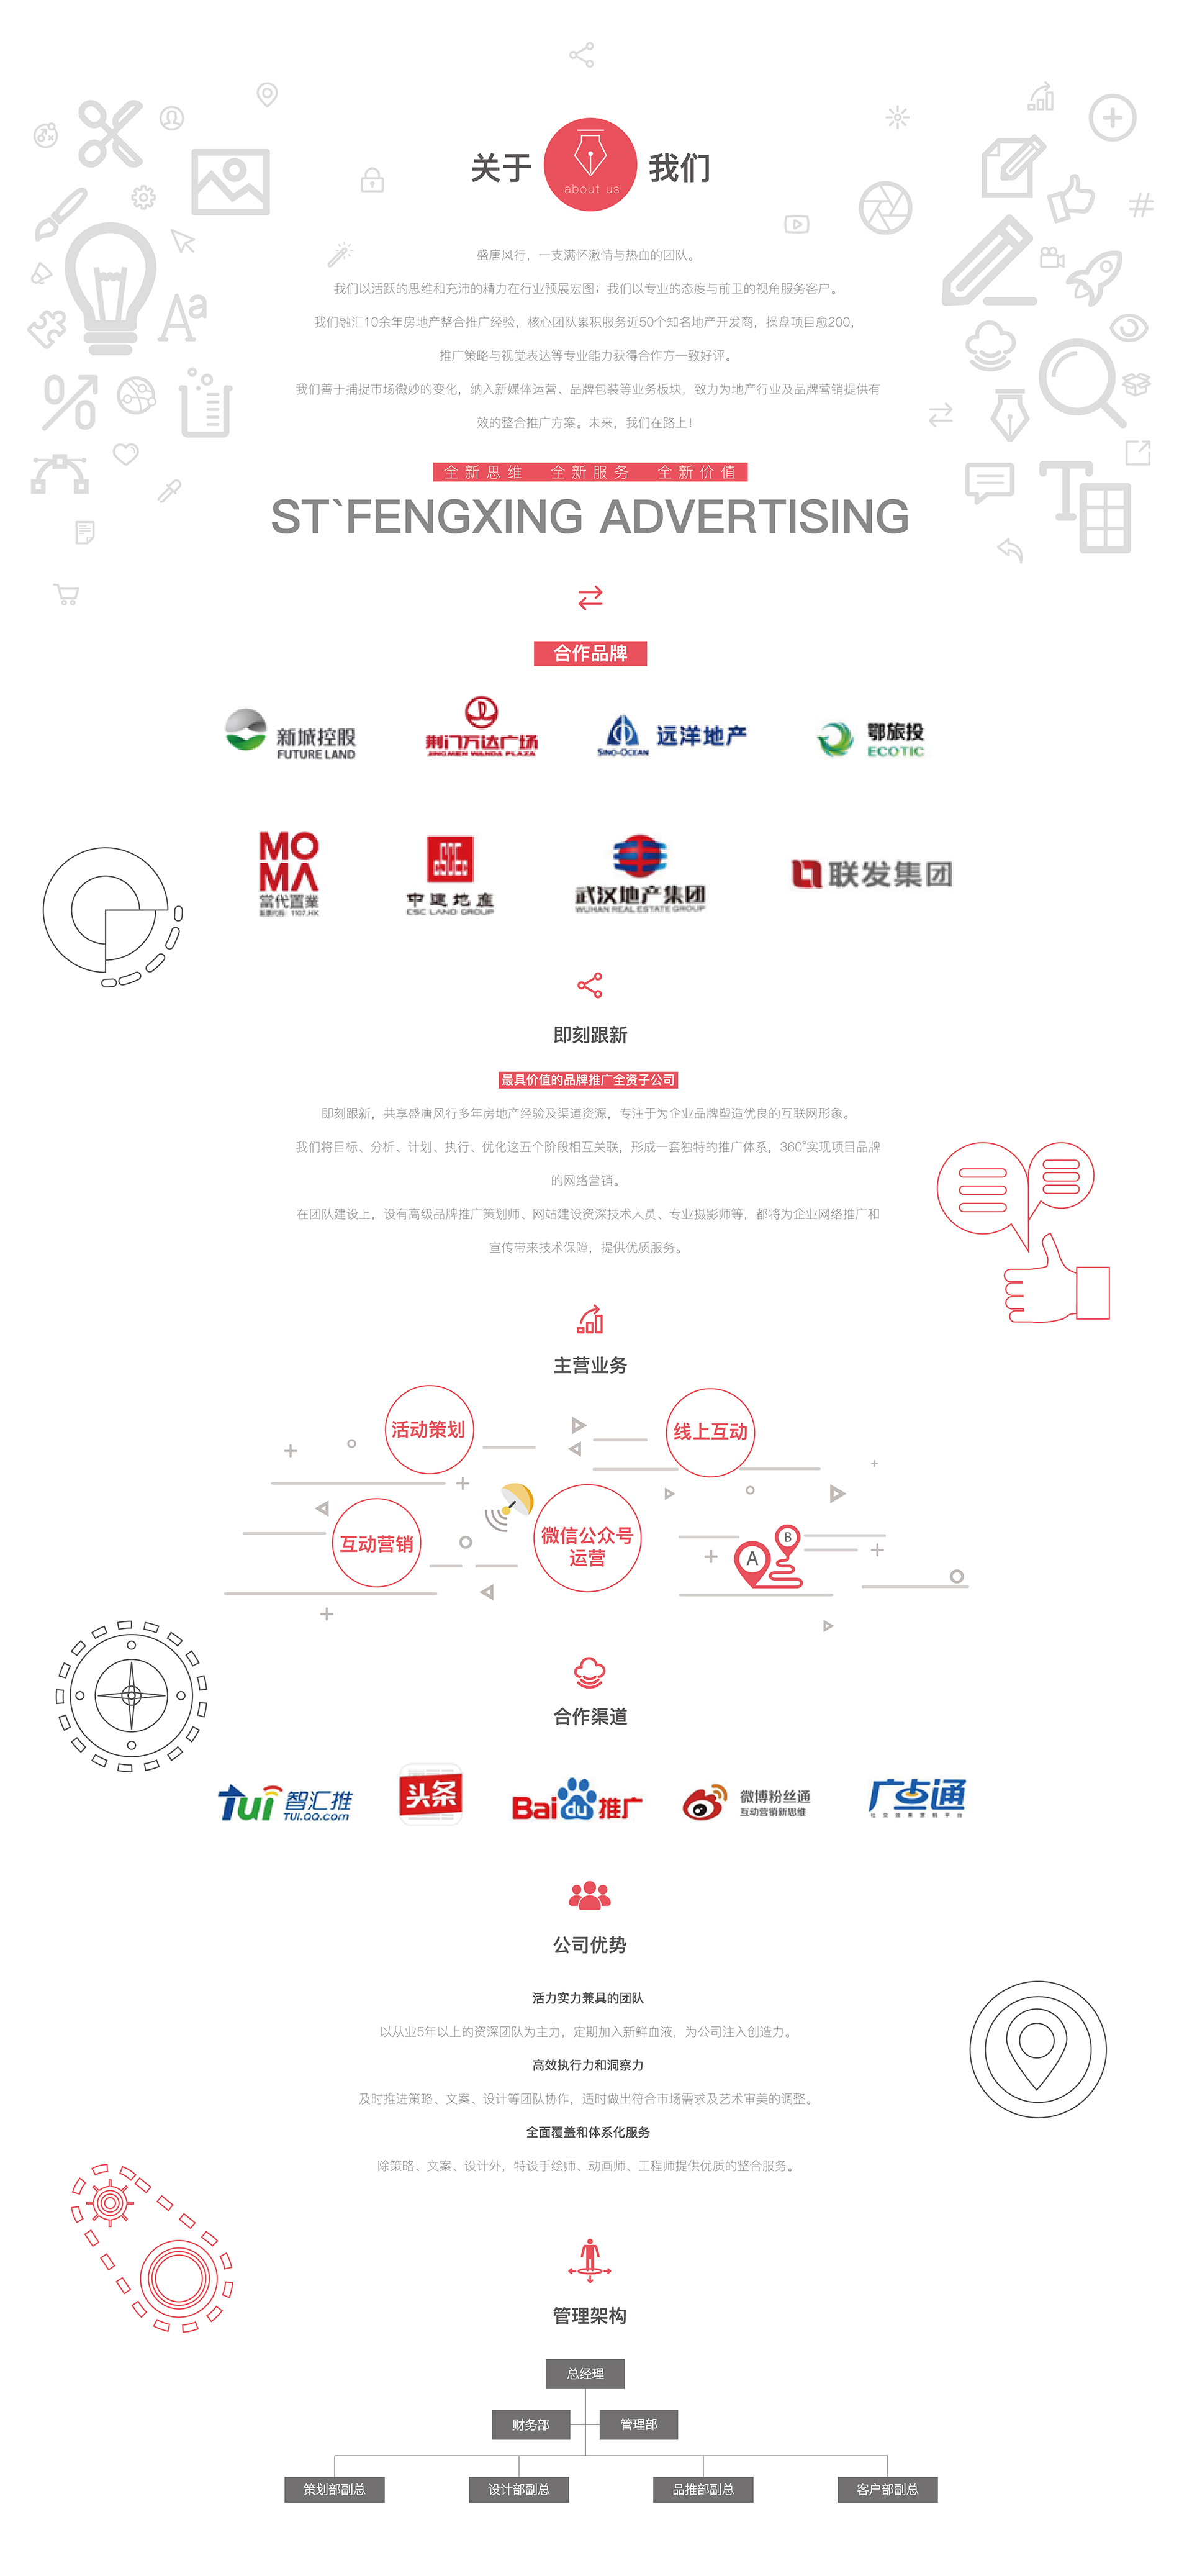 关于
about us
我们
盛唐风行，一支满怀激情与热血的团队。
我们以活跃的思维和充沛的精力在行业预展宏图；我们以专业的态度与前卫的视角服务客户。
我们融汇10余年房地产整合推广经验，核心团队累积服务近50个知名地产开发商，操盘项目愈200，
推广策略与视觉表达等专业能力获得合作方一致好评。
我们善于捕捉市场微妙的变化，纳入新媒体运营、品牌包装等业务板块，致力为地产行业及品牌营销提供有
效的整合推广方案。未来，我们在路上！
全新思维 全新服务 全新价值
ST`FENGXING ADVERTISING
合作品牌
新城控股
FUTURE LAND
荆门万达广场
JINGMEN WANDA PLAZA
SINO-OCEAN
远洋地产
鄂旅投
ECOTIC
MOMA
當代置業
股票代码：1107.HK
CSCEC
中建地産
CSC LAND GROUP
武汉地产集团
WUHAN REAL ESTATE GROUP
联发集团
即刻跟新
最具价值的品牌推广全资子公司
即刻跟新，共享盛唐风行多年房地产经验及渠道资源，专注于为企业品牌塑造优良的互联网形象。
我们将目标、分析、计划、执行、优化这五个阶段相互关联，形成一套独特的推广体系，360°实现项目品牌
的网络营销。
在团队建设上，设有高级品牌推广策划师、网站建设资深技术人员、专业摄影师等，都将为企业网络推广和
宣传带来技术保障，提供优质服务。
主营业务
活动策划
线上互动
互动营销
微信公众号
运营
A
B
合作渠道
Tui 智汇推
TUI.QQ.com
头条
Bai du 推广
微博粉丝通
互动营销新思维
广点通
社交效果营销平台
公司优势
活力实力兼具的团队
以从业5年以上的资深团队为主力，定期加入新鲜血液，为公司注入创造力。
高效执行力和洞察力
及时推进策略、文案、设计等团队协作，适时做出符合市场需求及艺术审美的调整。
全面覆盖和体系化服务
除策略、文案、设计外，特设手绘师、动画师、工程师提供优质的整合服务。
管理架构
总经理
财务部
管理部
策划部副总
设计部副总
品推部副总
客户部副总